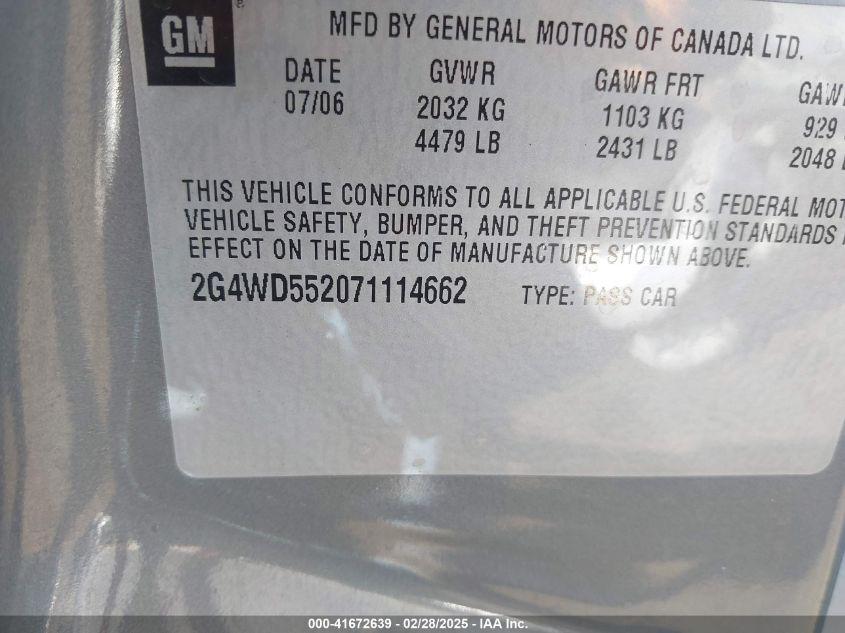 GM
MFD BY GENERAL MOTORS OF CANADA LTD.
DATE GVWR GAWR FRT GAW
07/06 2032 KG 1103 KG 929
4479 LB 2431 LB 2048
THIS VEHICLE CONFORMS TO ALL APPLICABLE U.S. FEDERAL MOT
VEHICLE SAFETY, BUMPER, AND THEFT PREVENTION STANDARDS
EFFECT ON THE DATE OF MANUFACTURE SHOWN ABOVE.
2G4WD552071114662 TYPE: PASS CAR
000-41672639 - 02/28/2025 - IAA Inc.